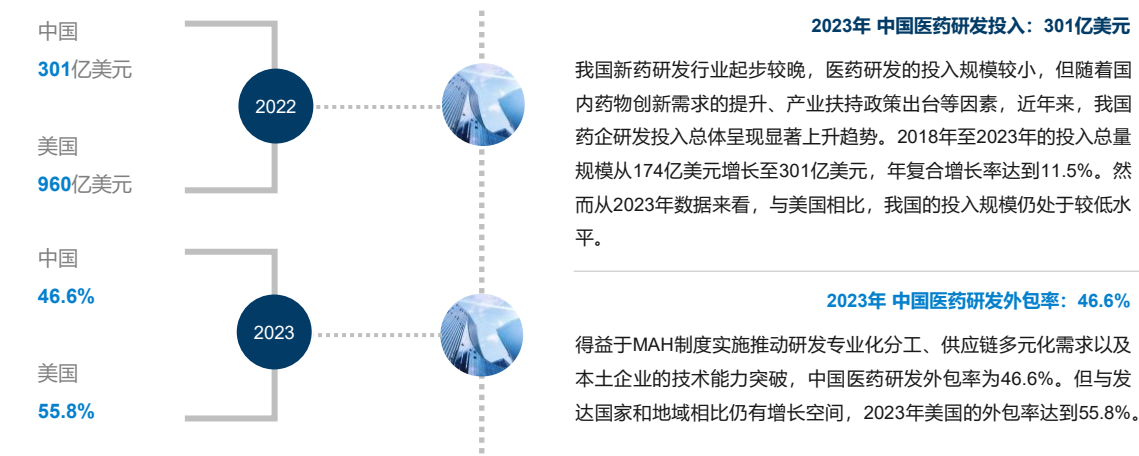 中国
301亿美元
2022
美国
960亿美元
中国
46.6%
2023
美国
55.8%
2023年 中国医药研发投入：301亿美元
我国新药研发行业起步较晚，医药研发的投入规模较小，但随着国
内药物创新需求的提升、产业扶持政策出台等因素，近年来，我国
药企研发投入总体呈现显著上升趋势。2018年至2023年的投入总量
规模从174亿美元增长至301亿美元，年复合增长率达到11.5%。然
而从2023年数据来看，与美国相比，我国的投入规模仍处于较低水
平。
2023年 中国医药研发外包率：46.6%
得益于MAH制度实施推动研发专业化分工、供应链多元化需求以及
本土企业的技术能力突破，中国医药研发外包率为46.6%。但与发
达国家和地域相比仍有增长空间，2023年美国的外包率达到55.8%。